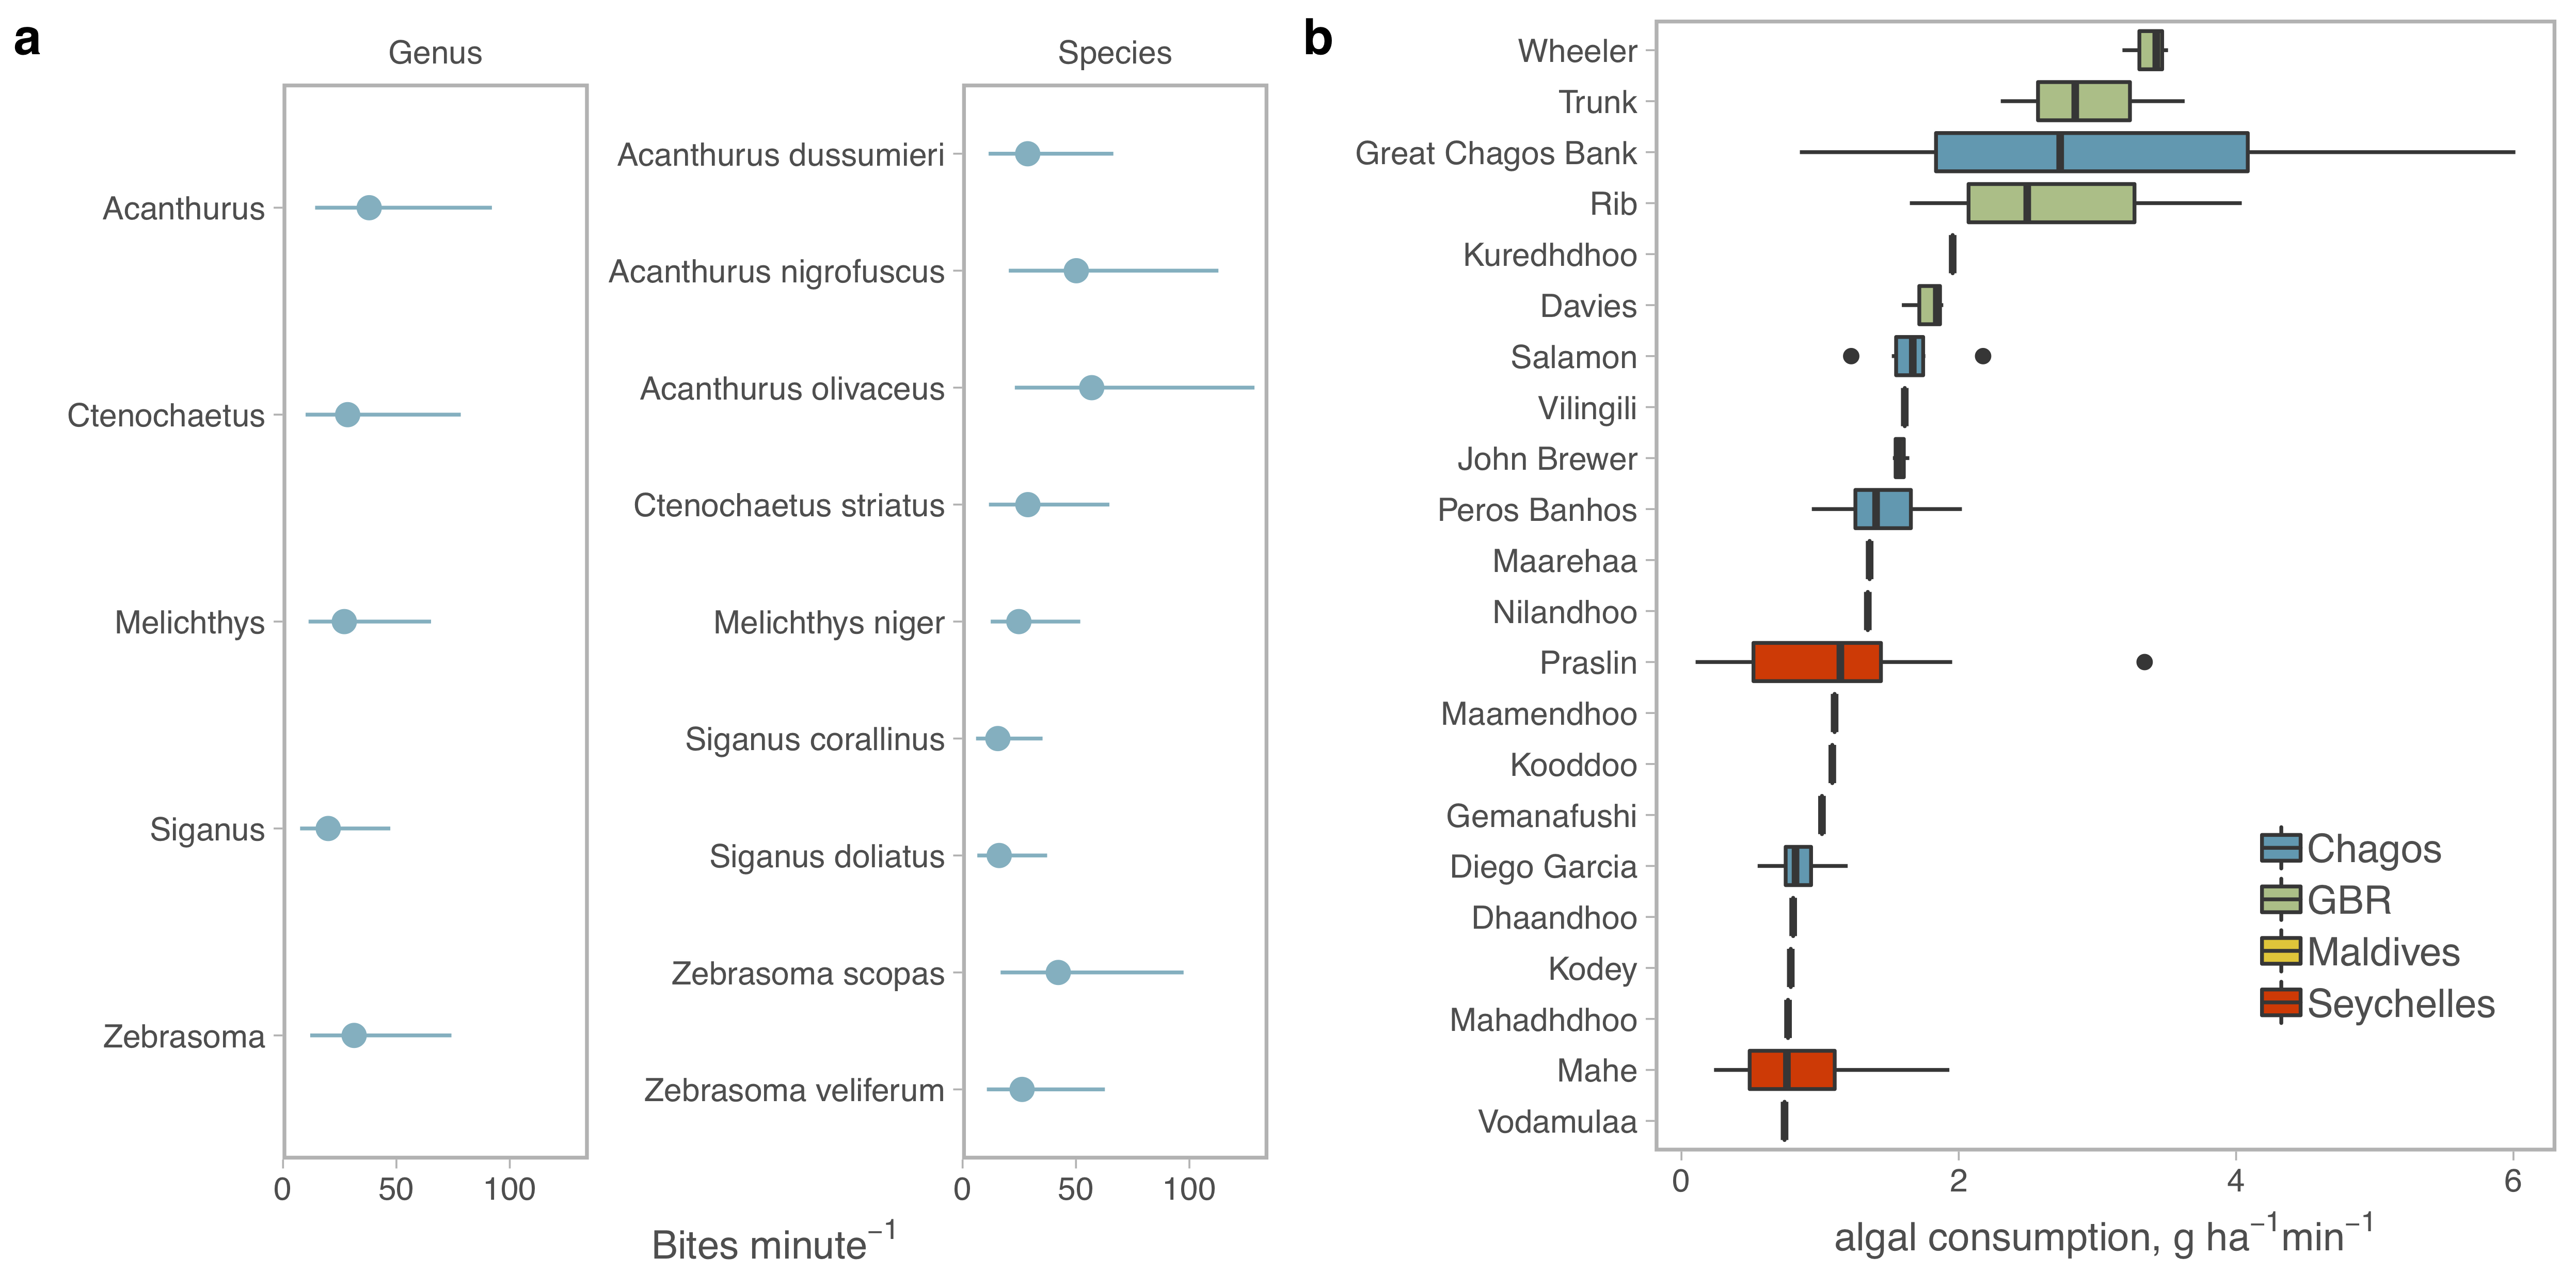 a
Genus
Acanthurus
Ctenochaetus
Melichthys
Siganus
Zebrasoma
0 50 100
Species
Acanthurus dussumieri
Acanthurus nigrofuscus
Acanthurus olivaceus
Ctenochaetus striatus
Melichthys niger
Siganus corallinus
Siganus doliatus
Zebrasoma scopas
Zebrasoma veliferum
0 50 100
Bites minute⁻¹
b
Wheeler
Trunk
Great Chagos Bank
Rib
Kuredhdhoo
Davies
Salamon
Vilingili
John Brewer
Peros Banhos
Maarehaa
Nilandhoo
Praslin
Maamendhoo
Kooddoo
Gemanafushi
Diego Garcia
Dhaandhoo
Kodey
Mahadhdhoo
Mahe
Vodamulaa
Chagos
GBR
Maldives
Seychelles
0 2 4 6
algal consumption, g ha⁻¹min⁻¹